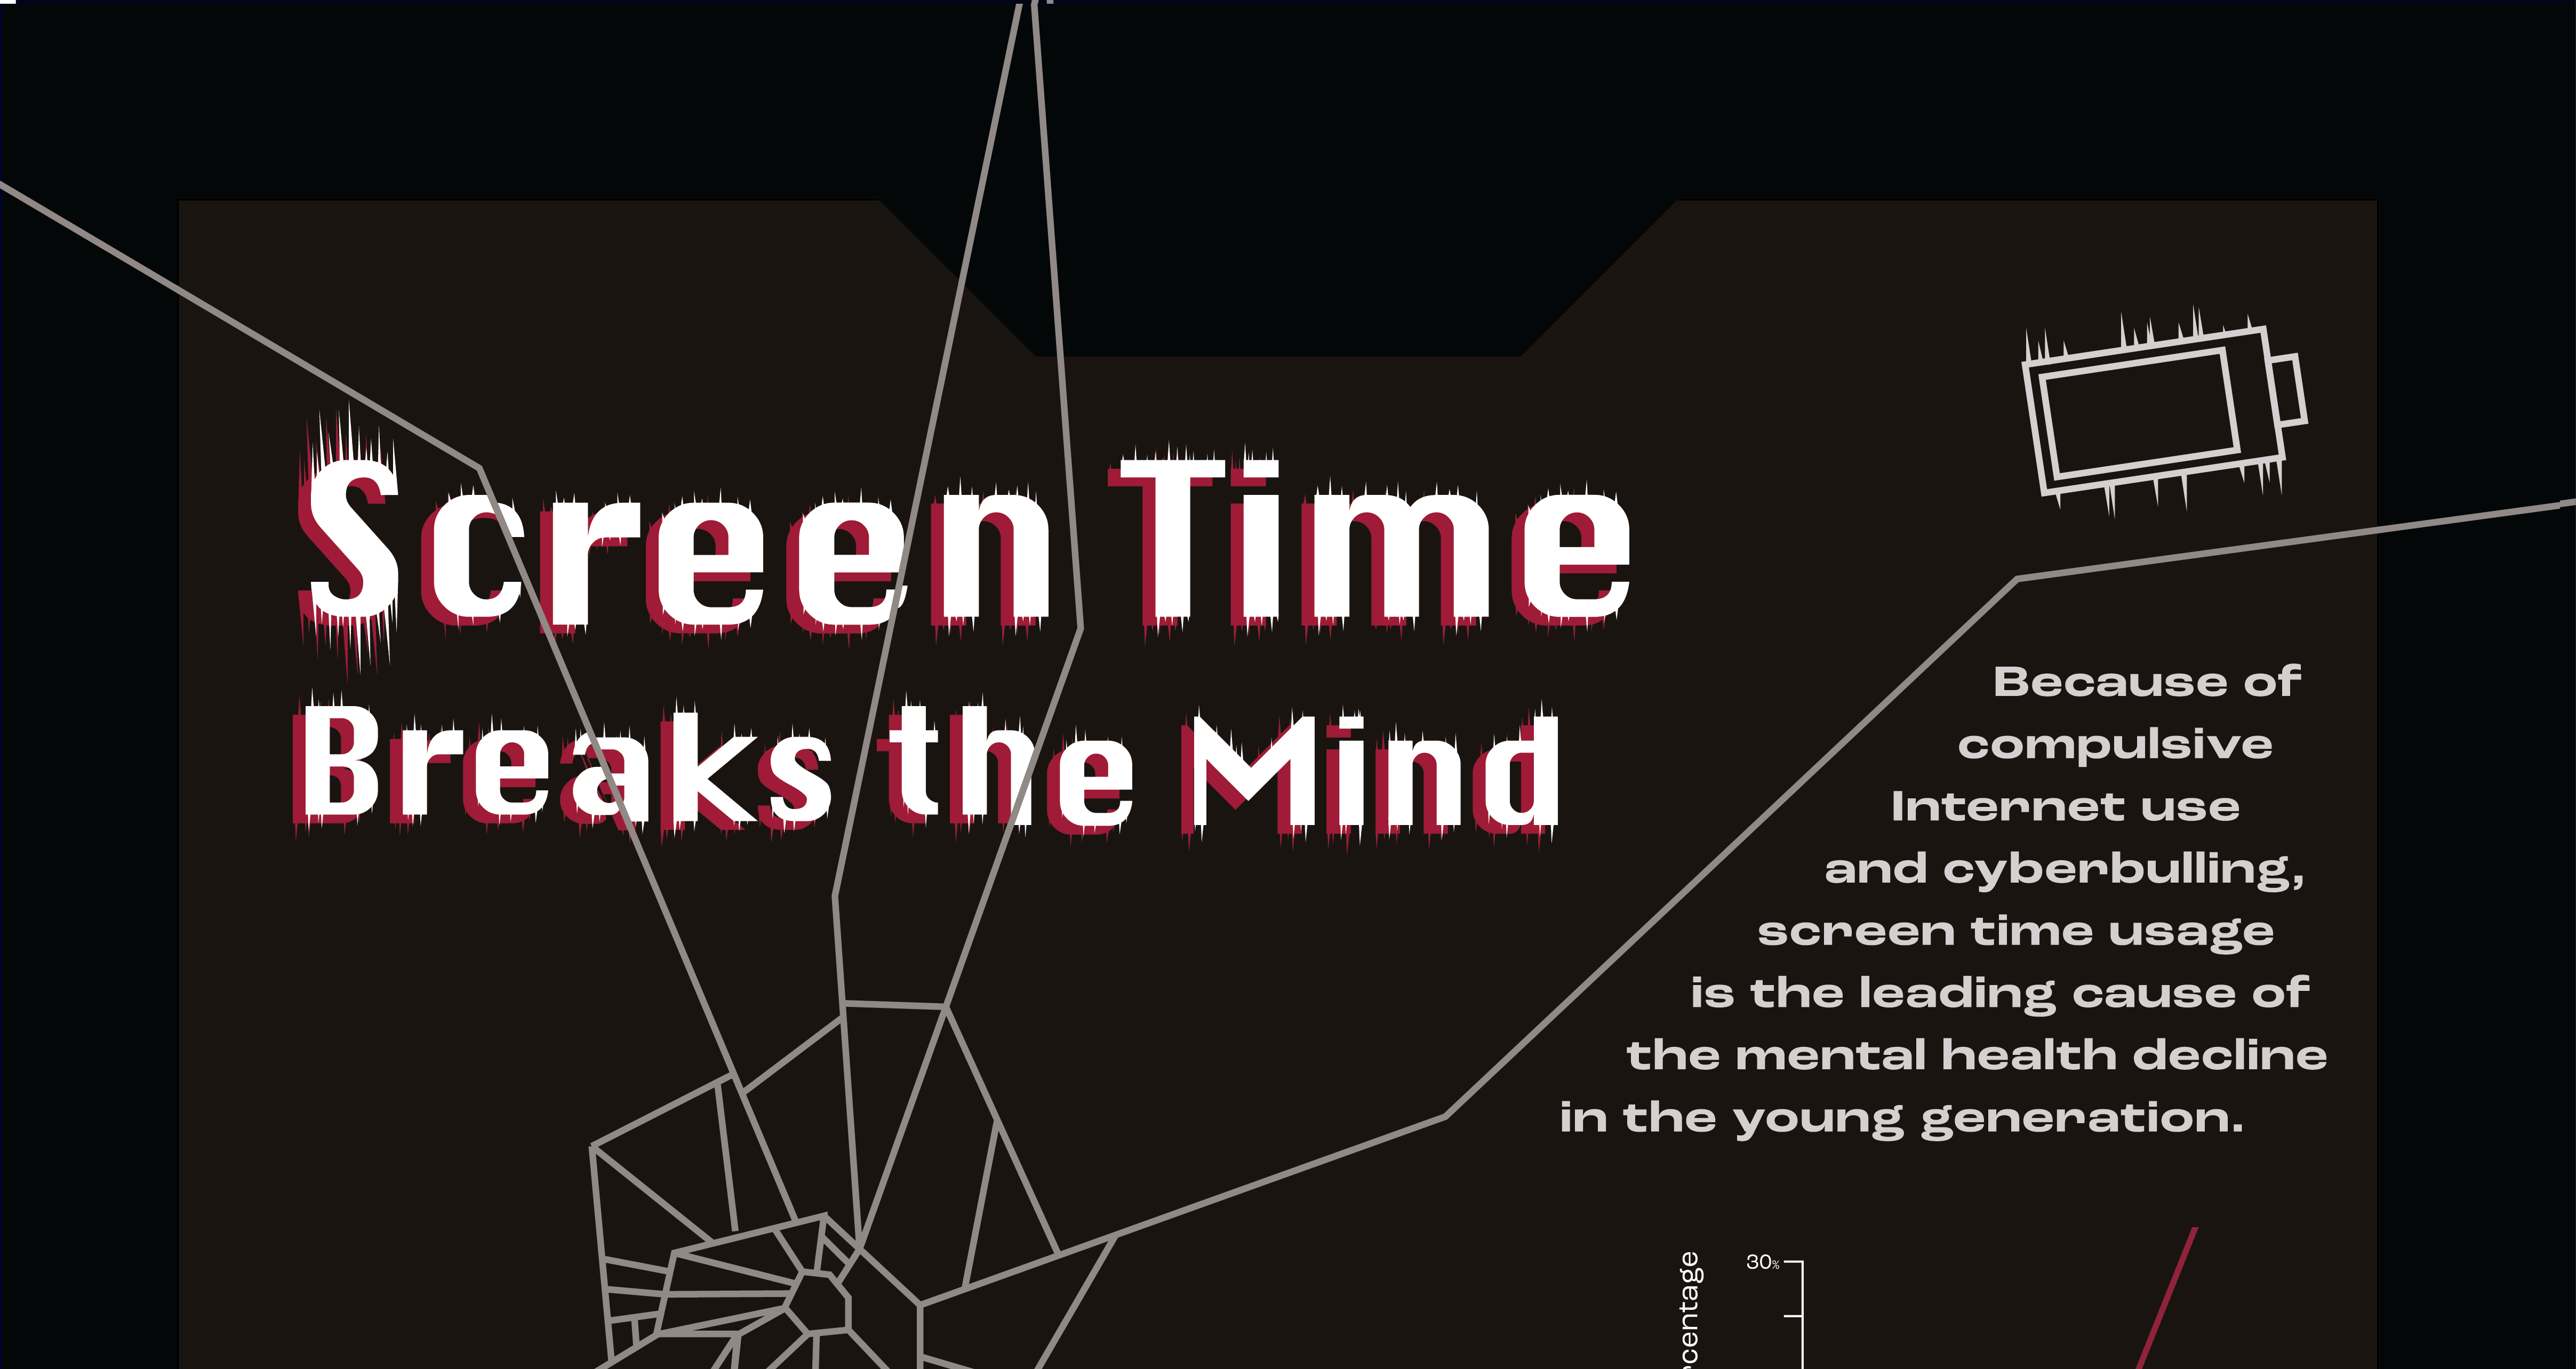 Screen Time
Breaks the Mind
Because of
compulsive
Internet use
and cyberbulling,
screen time usage
is the leading cause of
the mental health decline
in the young generation.
30%